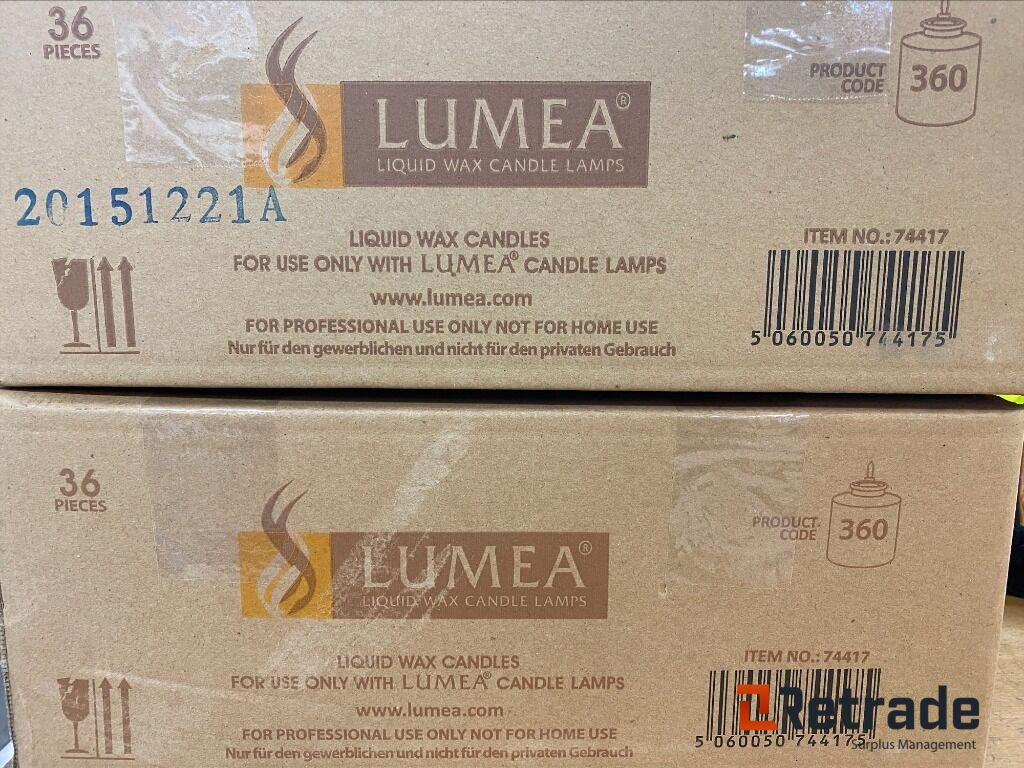 36
PIECES
LUMEA®
LIQUID WAX CANDLE LAMPS
PRODUCT
CODE
360
20151221A
LIQUID WAX CANDLES
FOR USE ONLY WITH LUMEA® CANDLE LAMPS
www.lumea.com
FOR PROFESSIONAL USE ONLY NOT FOR HOME USE
Nur für den gewerblichen und nicht für den privaten Gebrauch
ITEM NO.: 74417
5 060050 744175
36
PIECES
LUMEA®
LIQUID WAX CANDLE LAMPS
PRODUCT
CODE
360
LIQUID WAX CANDLES
FOR USE ONLY WITH LUMEA® CANDLE LAMPS
www.lumea.com
FOR PROFESSIONAL USE ONLY NOT FOR HOME USE
Nur für den gewerblichen und nicht für den privaten Gebrauch
ITEM NO.: 74417
5 060050 744175
Retrade
Surplus Management